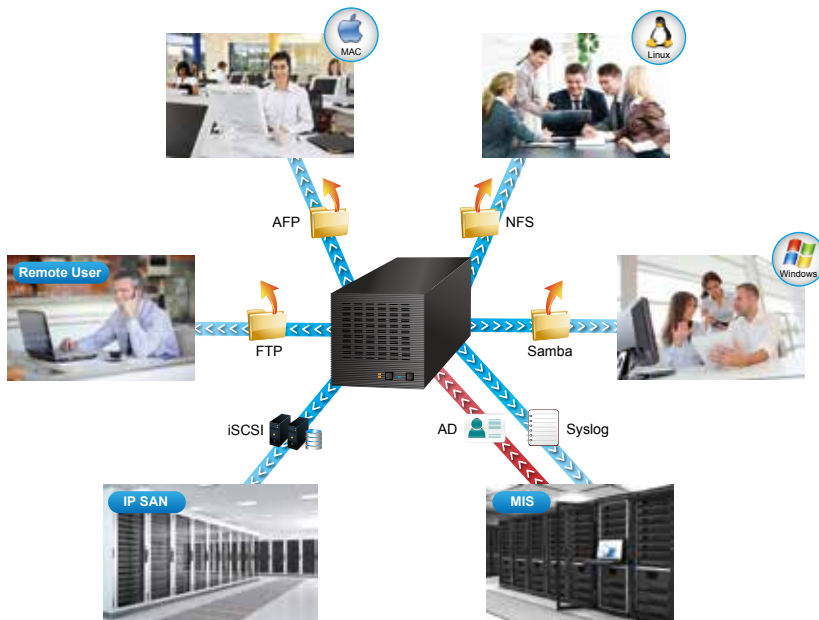 MAC
Linux
AFP
NFS
Remote User
Windows
FTP
Samba
iSCSI
AD
Syslog
IP SAN
MIS